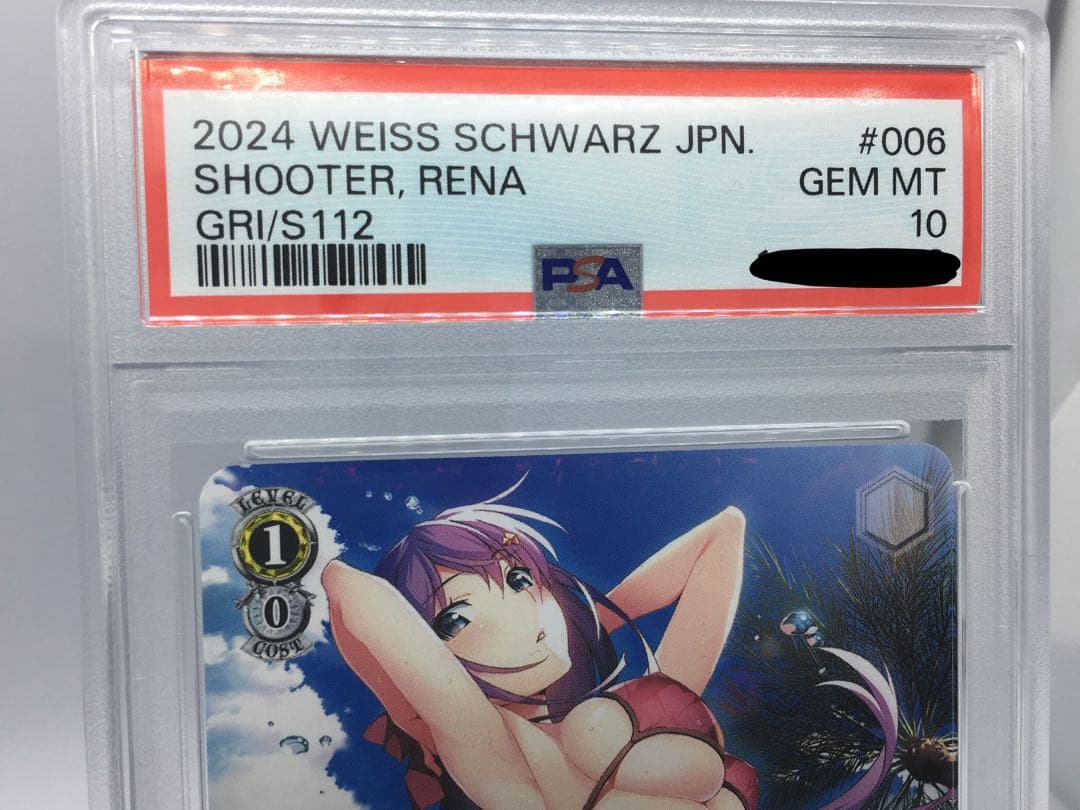 2024 WEISS SCHWARZ JPN. #006
SHOOTER, RENA GEM MT
GRI/S112 10
PSA
LEVEL
1
0
COST